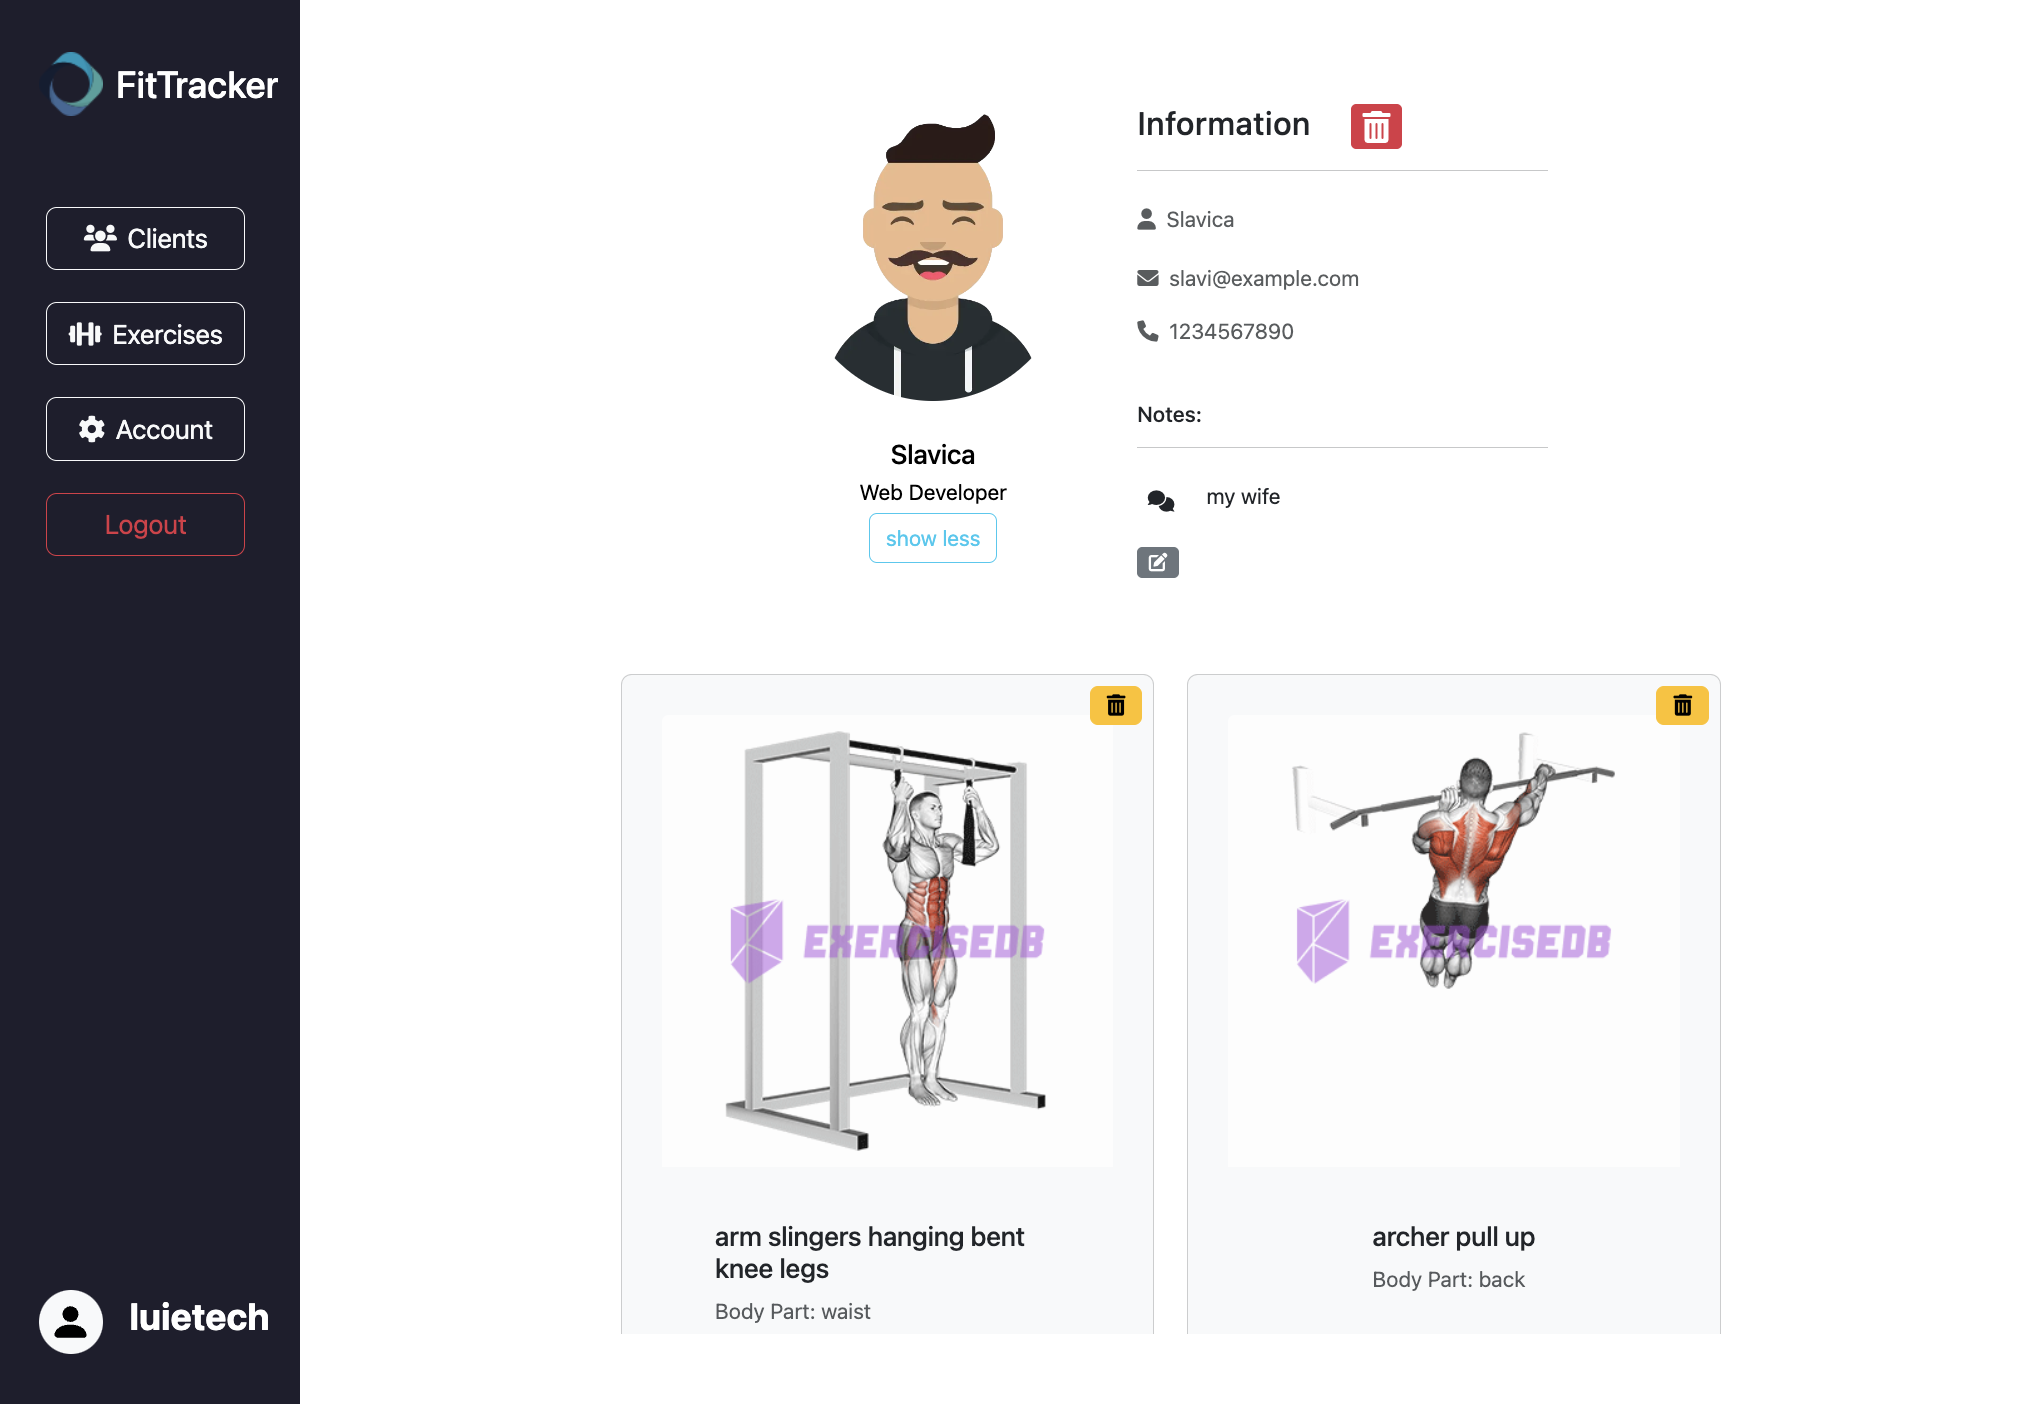 FitTracker
Clients
Exercises
Account
Logout
luietech
Slavica
Web Developer
show less
Information
Slavica
slavi@example.com
1234567890
Notes:
my wife
EXERCISEDB
arm slingers hanging bent
knee legs
Body Part: waist
EXERCISEDB
archer pull up
Body Part: back